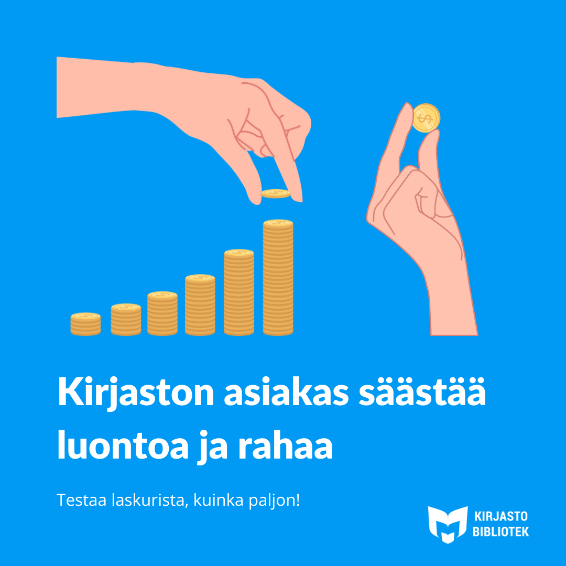 Kirjaston asiakas säästää
luontoa ja rahaa
Testaa laskurista, kuinka paljon!
KIRJASTO
BIBLIOTEK